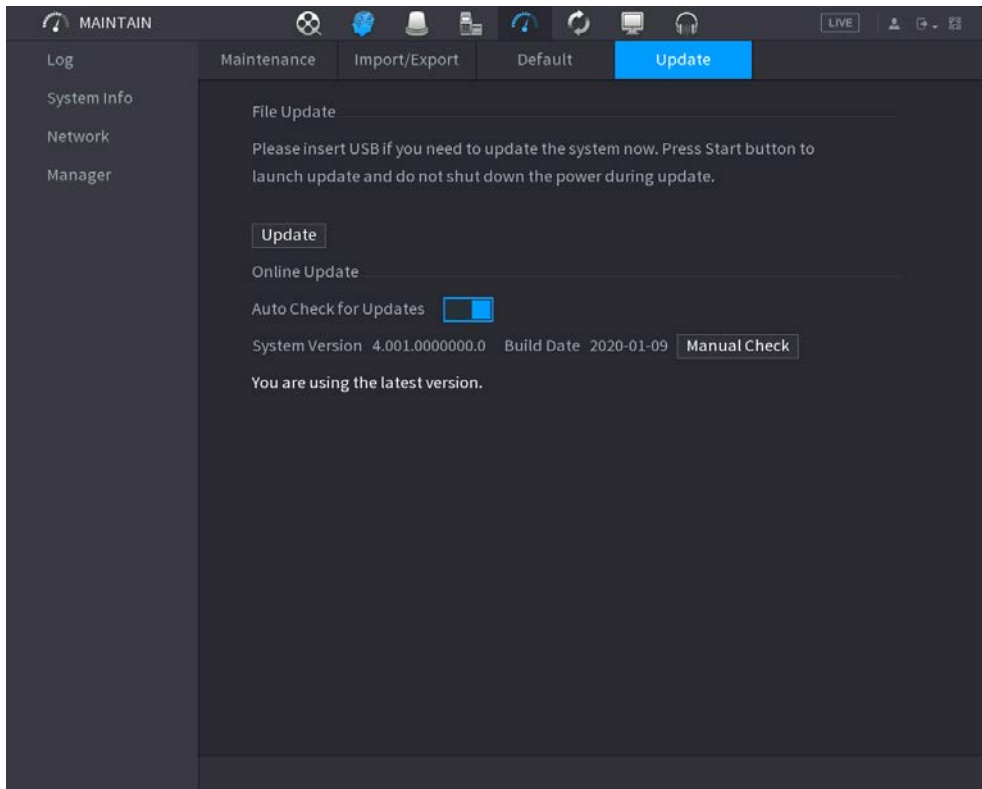 MAINTAIN
LIVE
Log
System Info
Network
Manager
Maintenance Import/Export Default Update
File Update
Please insert USB if you need to update the system now. Press Start button to
launch update and do not shut down the power during update.
Update
Online Update
Auto Check for Updates
System Version 4.001.0000000.0 Build Date 2020-01-09 Manual Check
You are using the latest version.